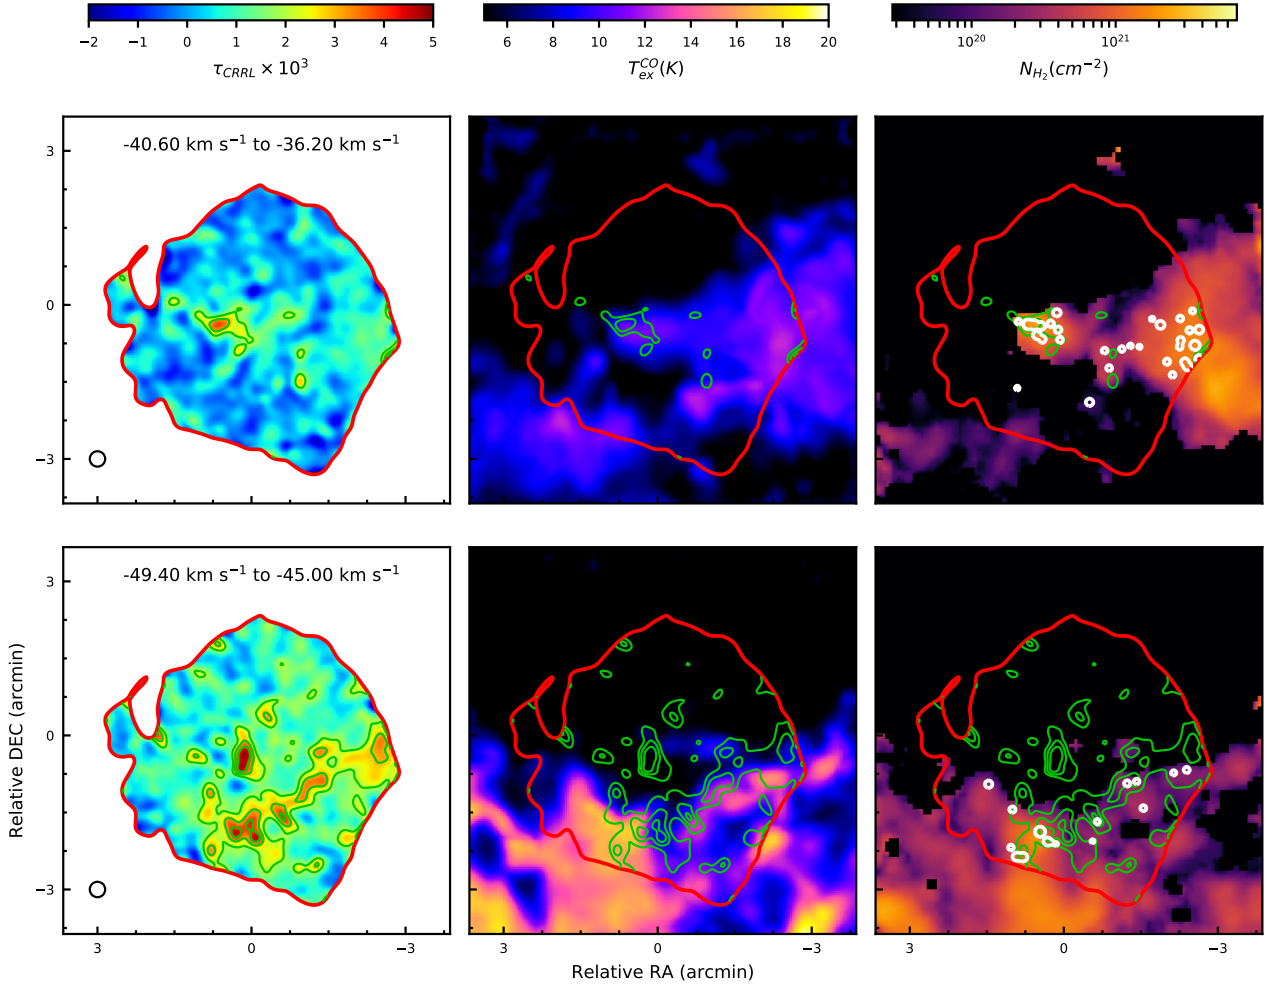 −2 −1 0 1 2 3 4 5
τCRRL × 10³
6 8 10 12 14 16 18 20
T^CO_ex(K)
10²⁰ 10²¹
N_H₂(cm⁻²)
-40.60 km s⁻¹ to -36.20 km s⁻¹
3
0
−3
-49.40 km s⁻¹ to -45.00 km s⁻¹
3
0
−3
Relative DEC (arcmin)
3 0 −3
3 0 −3
3 0 −3
Relative RA (arcmin)